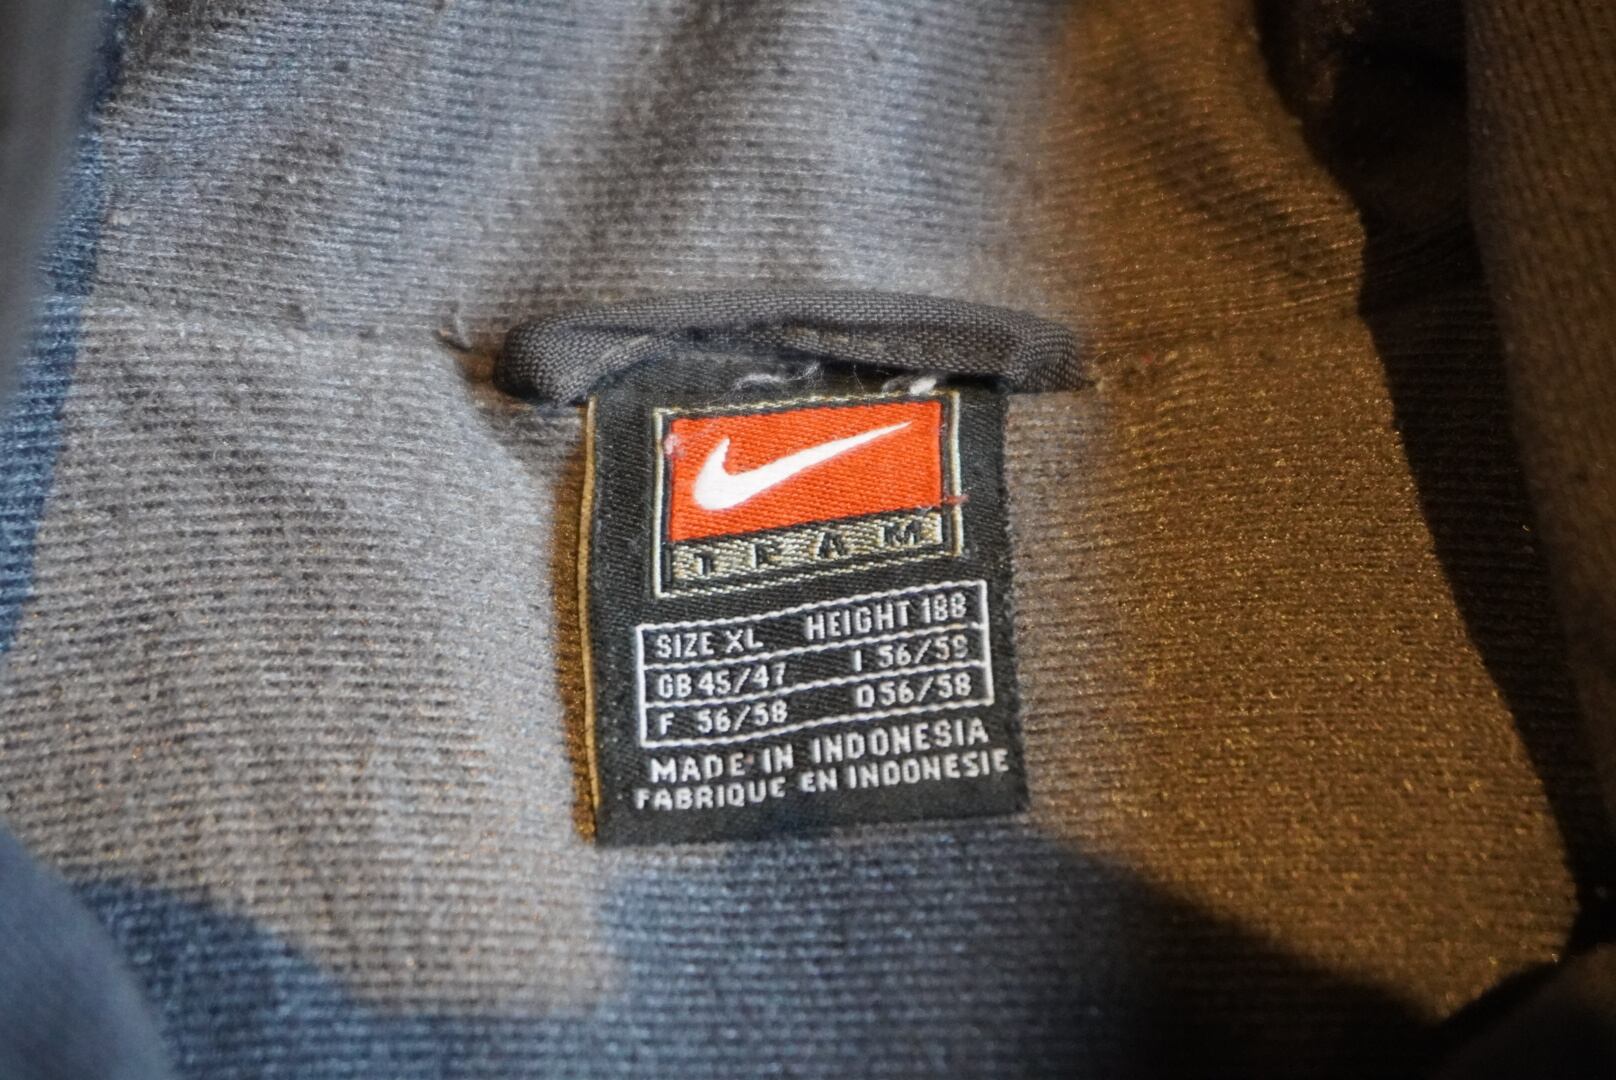 TEAM
SIZE XL HEIGHT 188
GB 45/47 I 56/58
F 56/58 D 56/58
MADE IN INDONESIA
FABRIQUE EN INDONESIE